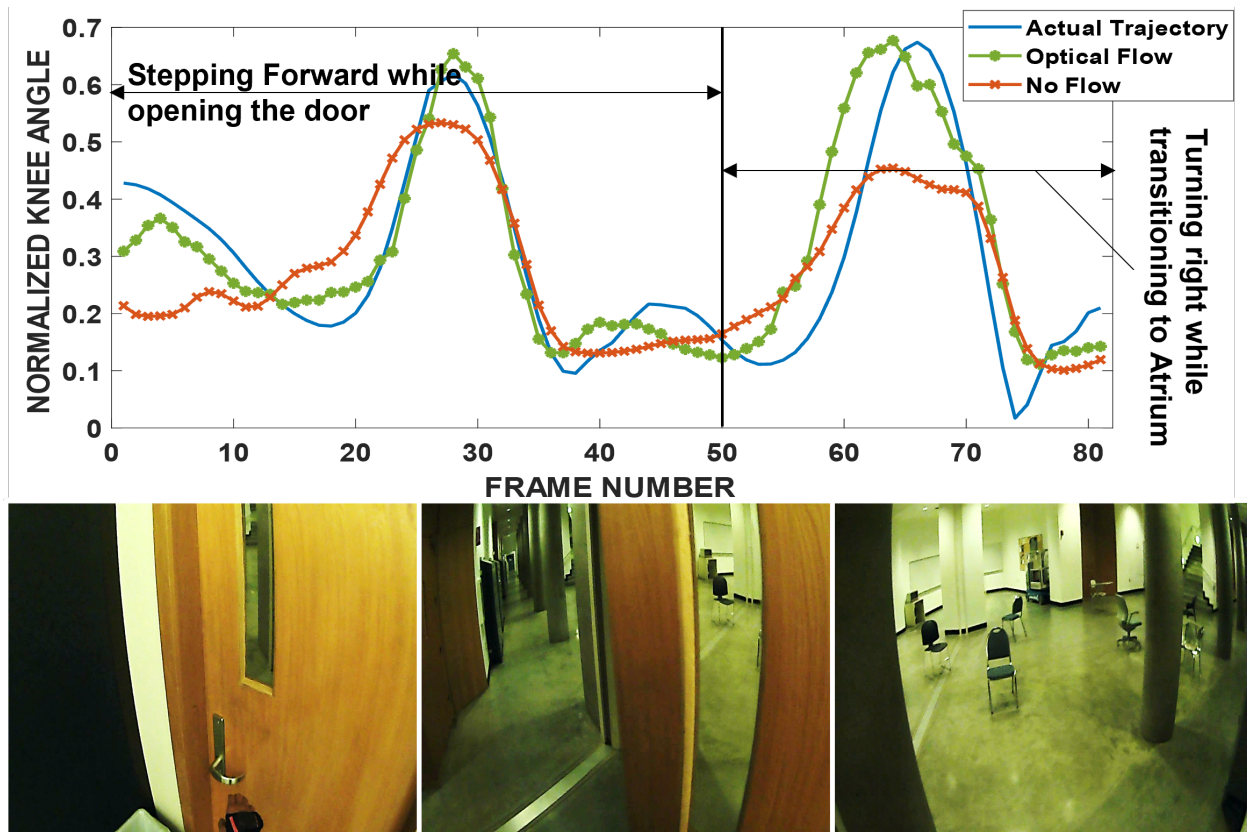 Actual Trajectory
Optical Flow
No Flow
Stepping Forward while
opening the door
Turning right while
transitioning to Atrium
NORMALIZED KNEE ANGLE
0.7
0.6
0.5
0.4
0.3
0.2
0.1
0
0 10 20 30 40 50 60 70 80
FRAME NUMBER